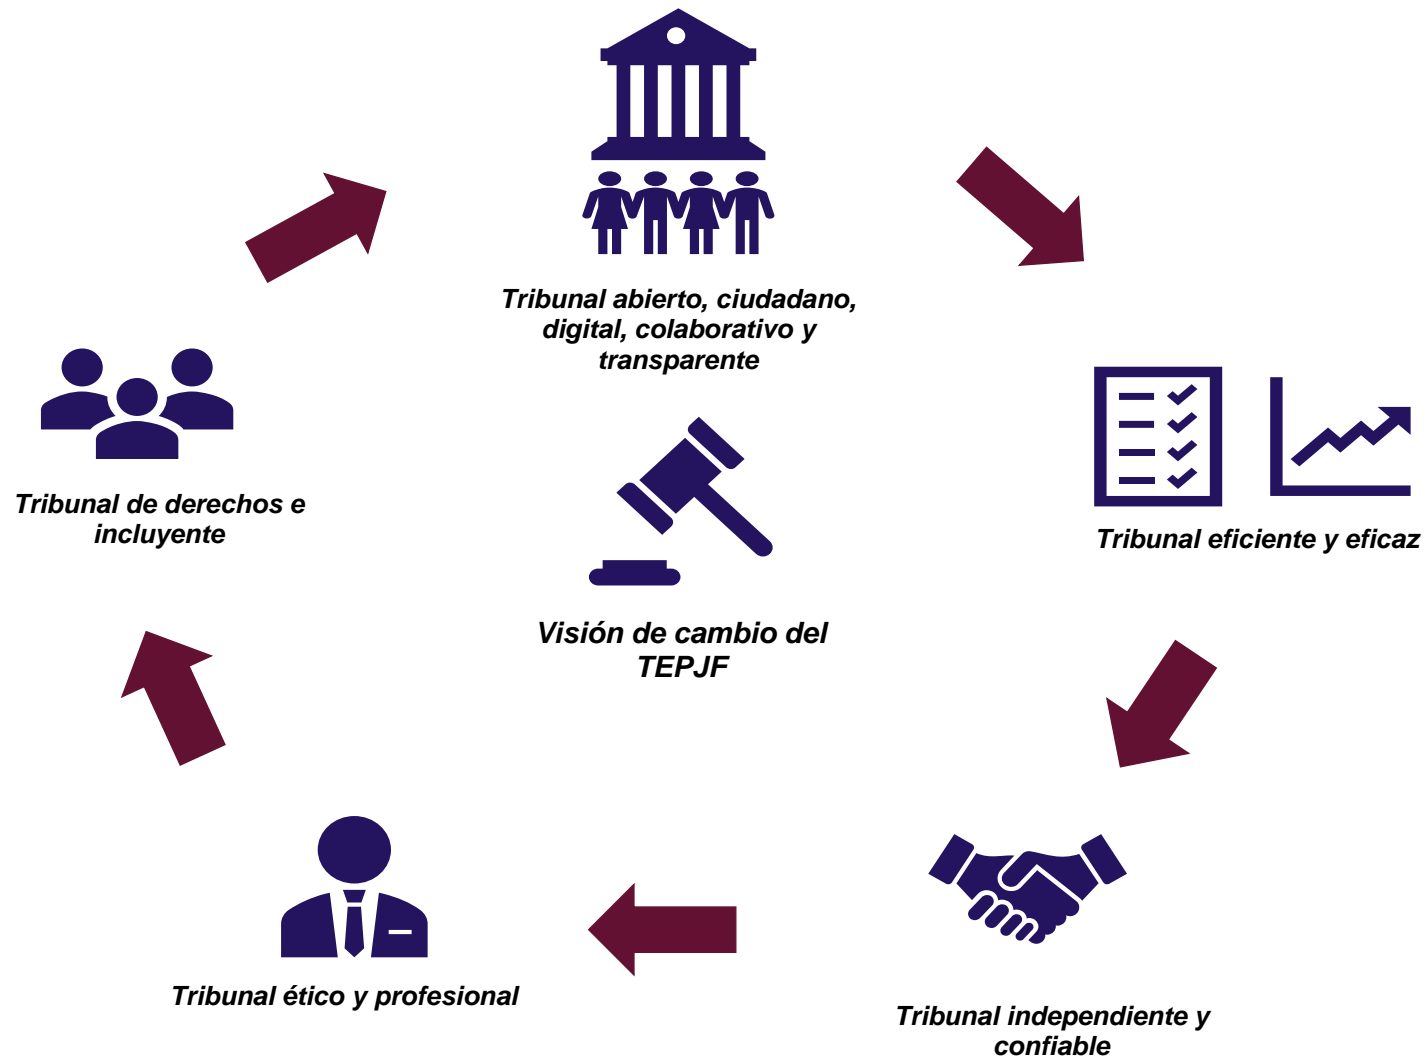 Tribunal abierto, ciudadano,
digital, colaborativo y
transparente
Tribunal de derechos e
incluyente
Tribunal eficiente y eficaz
Visión de cambio del
TEPJF
Tribunal ético y profesional
Tribunal independiente y
confiable